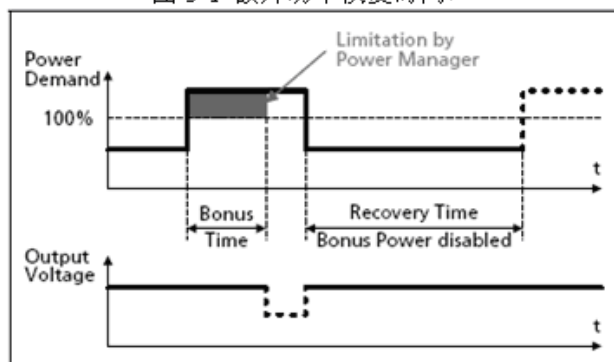 Limitation by
Power Manager
Power
Demand
100%
t
Bonus
Time
Recovery Time
Bonus Power disabled
Output
Voltage
t